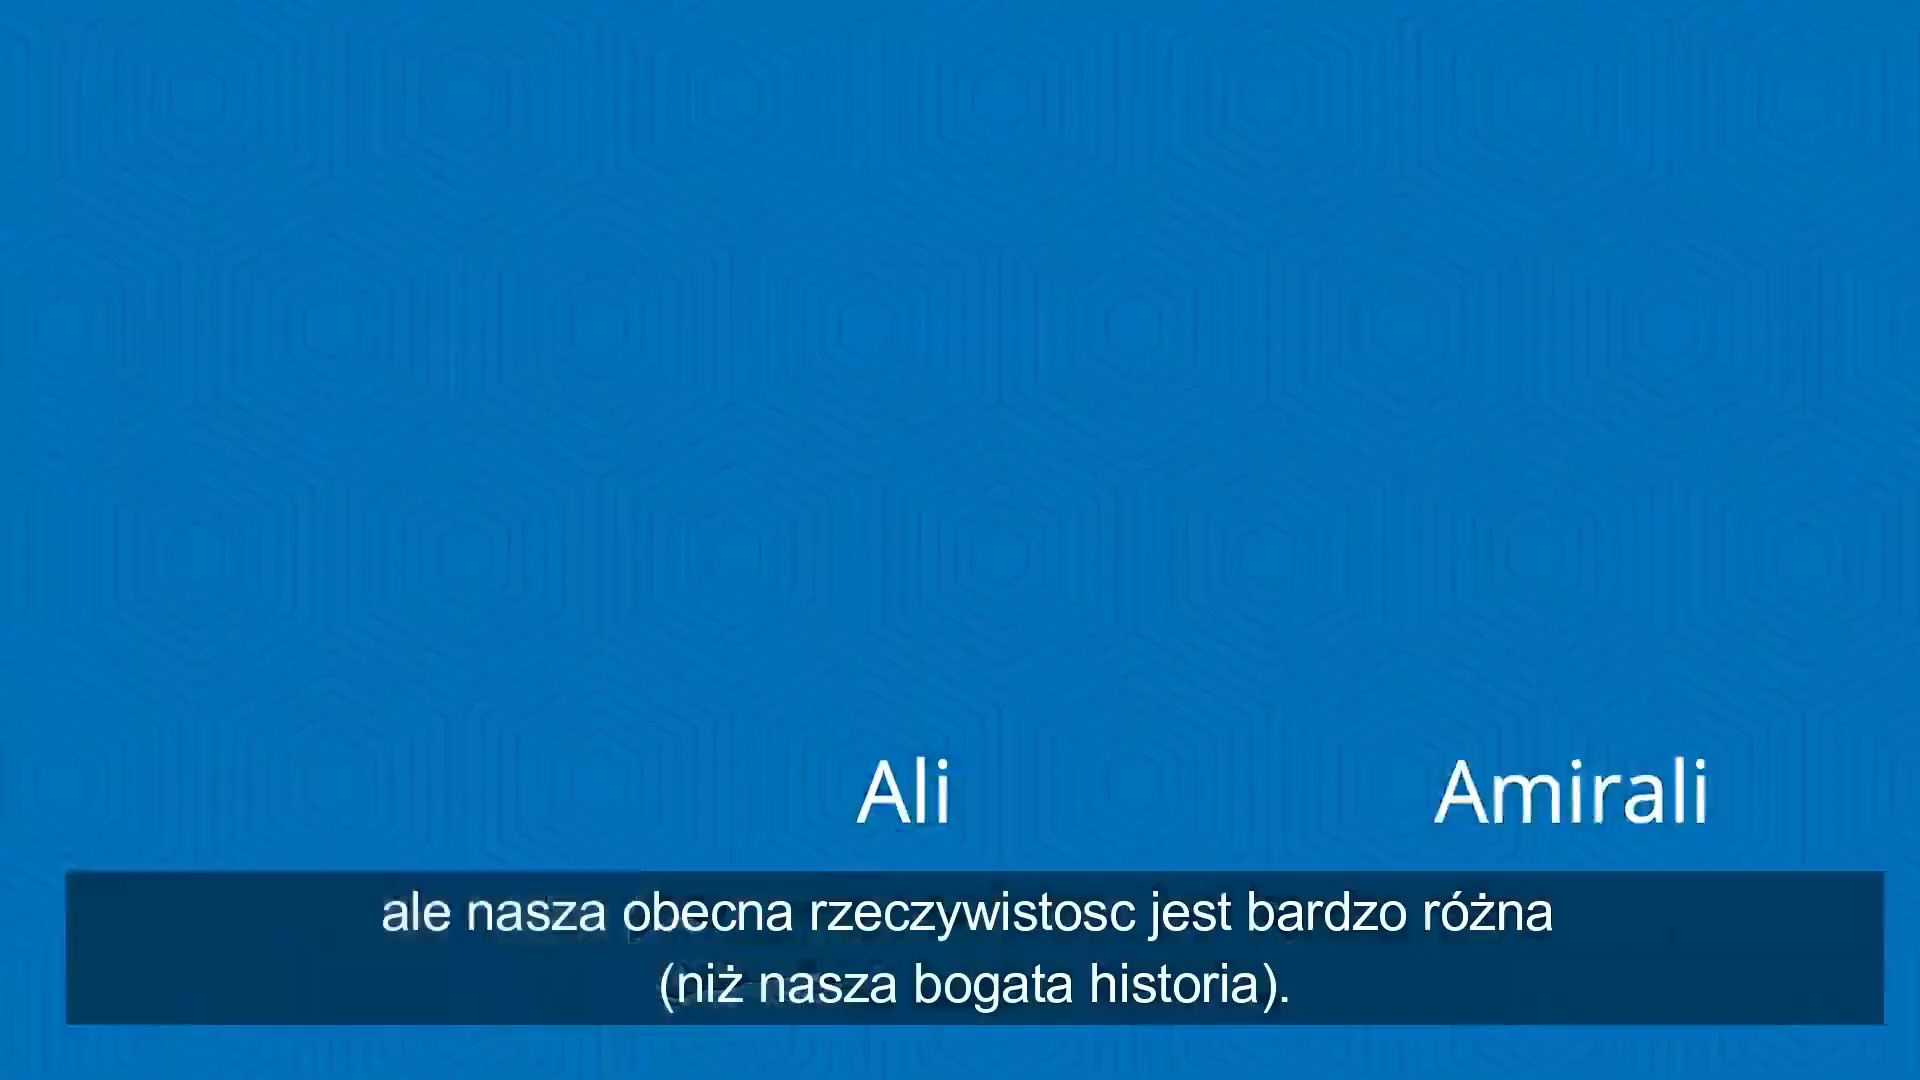 Ali Amirali
ale nasza obecna rzeczywistosc jest bardzo różna
(niż nasza bogata historia).